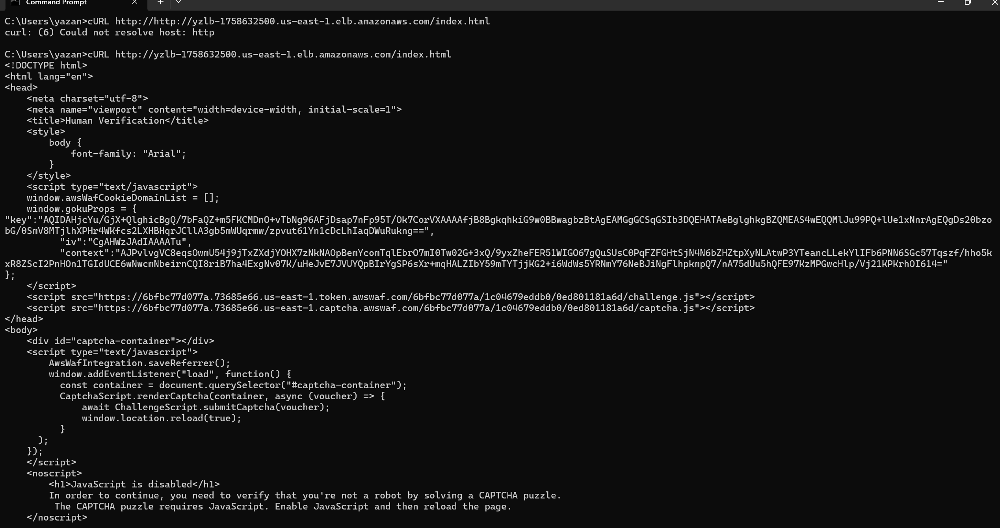 Command Prompt
C:\Users\yazan>cURL http://http://yzlb-1758632500.us-east-1.elb.amazonaws.com/index.html
curl: (6) Could not resolve host: http
C:\Users\yazan>cURL http://yzlb-1758632500.us-east-1.elb.amazonaws.com/index.html
<!DOCTYPE html>
<html lang="en">
<head>
    <meta charset="utf-8">
    <meta name="viewport" content="width=device-width, initial-scale=1">
    <title>Human Verification</title>
    <style>
        body {
            font-family: "Arial";
        }
    </style>
    <script type="text/javascript">
    window.awsWafCookieDomainList = [];
    window.gokuProps = {
"key":"AQIDAHjcYu/GjX+QlghicBgQ/7bFaQZ+m5FKCMDnO+vTbNg96AFjDsap7nFp95T/Ok7CorVXAAAAfjB8BgkqhkiG9w0BBwagbzBtAgEAMGgGCSqGSIb3DQEHATAeBglghkgBZQMEAS4wEQQMlJu99PQ+lUe1xNnrAgEQgDs20bzo
bG/0SmV8MTjlhXPHr4WKfcs2LXHBHqrJCllA3gb5mWUqrmw/zpvut61Yn1cDcLhIaqDWuRukng==",
          "iv":"CgAHWzJAdIAAAATu",
          "context":"AJPvlvgVC8eqsOwmU54j9jTxZXdjYOHX7zNkNAOpBemYcomTqlEbrO7mI0Tw02G+3xQ/9yxZheFER51WIGO67gQuSUsC0PqFZFGHtSjN4N6bZHZtpXyNLAtwP3YTeancLLekYlIFb6PNN6SGc57Tqszf/hho5k
xR8ZScI2PnHOn1TGIdUCE6wNwcmNbeirnCQI8riB7ha4ExgNv07K/uHeJvE7JVUYQpBIrYgSP6sXr+mqHALZIbY59mTYTjjKG2+i6WdWs5YRNmY76NeBJiNgFlhpkmpQ7/nA75dUu5hQFE97KzMPGwcHlp/Vj21KPKrhOI614="
};
    </script>
    <script src="https://6bfbc77d077a.73685e66.us-east-1.token.awswaf.com/6bfbc77d077a/1c04679eddb0/0ed801181a6d/challenge.js"></script>
    <script src="https://6bfbc77d077a.73685e66.us-east-1.captcha.awswaf.com/6bfbc77d077a/1c04679eddb0/0ed801181a6d/captcha.js"></script>
</head>
<body>
    <div id="captcha-container"></div>
    <script type="text/javascript">
        AwsWafIntegration.saveReferrer();
        window.addEventListener("load", function() {
          const container = document.querySelector("#captcha-container");
          CaptchaScript.renderCaptcha(container, async (voucher) => {
              await ChallengeScript.submitCaptcha(voucher);
              window.location.reload(true);
          }
      );
    });
    </script>
    <noscript>
        <h1>JavaScript is disabled</h1>
        In order to continue, you need to verify that you're not a robot by solving a CAPTCHA puzzle.
         The CAPTCHA puzzle requires JavaScript. Enable JavaScript and then reload the page.
    </noscript>